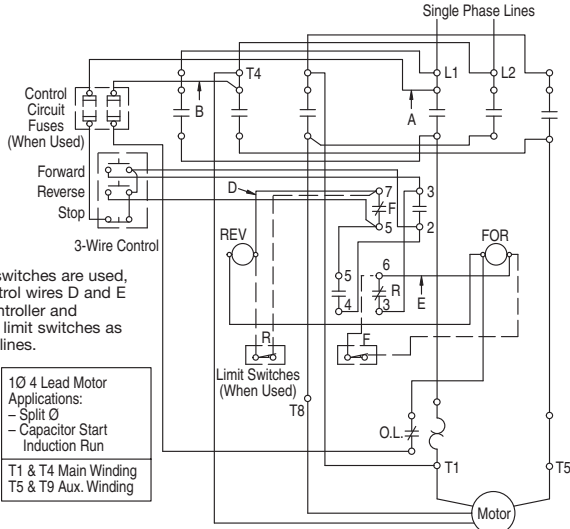 Single Phase Lines
T4
L1
L2
B
A
Control
Circuit
Fuses
(When Used)
Forward
Reverse
Stop
3-Wire Control
D
7
3
F
5
2
REV
FOR
5
6
R
4
3
E
switches are used,
trol wires D and E
ntroller and
limit switches as
lines.
R
F
Limit Switches
(When Used)
T8
1Ø 4 Lead Motor
Applications:
– Split Ø
– Capacitor Start
Induction Run
T1 & T4 Main Winding
T5 & T9 Aux. Winding
O.L.
T1
T5
Motor